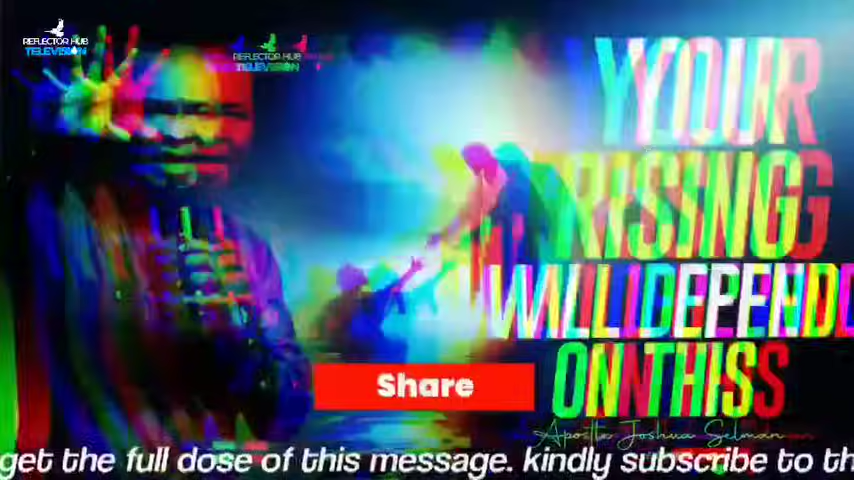 REFLECTOR HUB
TELEVISION
REFLECTOR HUB
TELEVISION
YOUR
RISING
WILL DEPEND
ON THIS
Share
Apostle Joshua Selman
get the full dose of this message. kindly subscribe to th